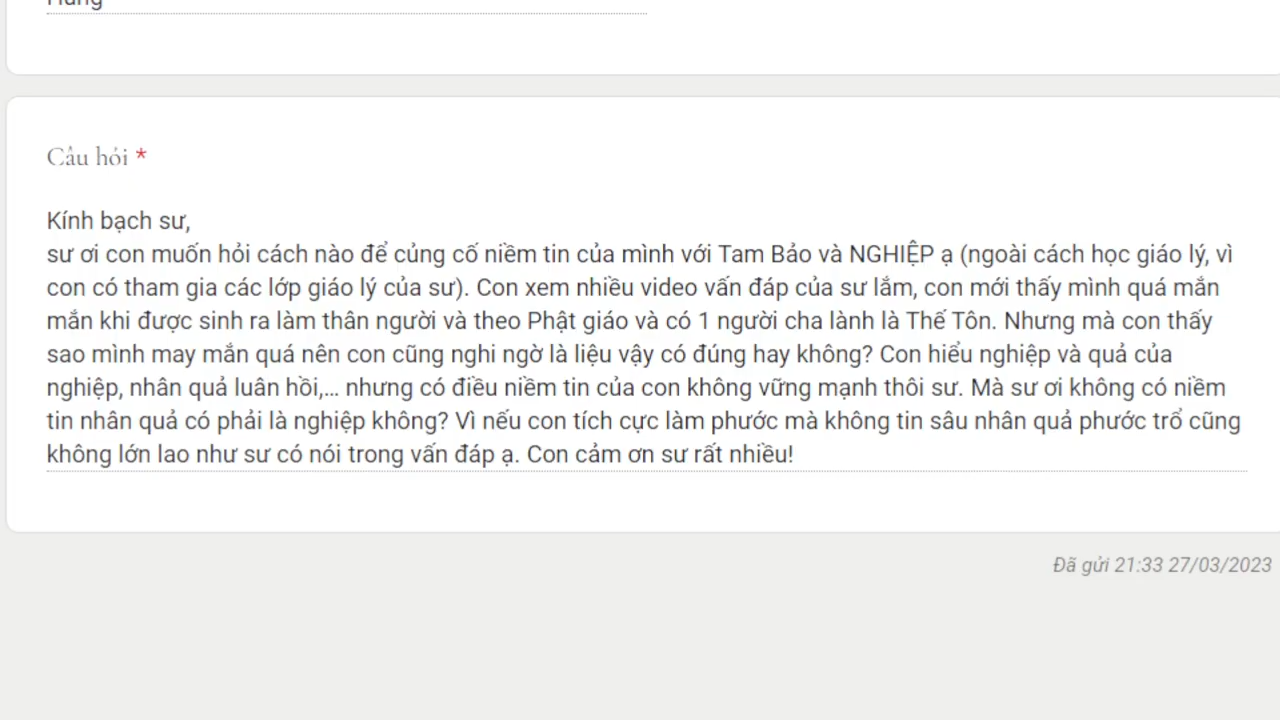 Câu hỏi *
Kính bạch sư,
sư ơi con muốn hỏi cách nào để củng cố niềm tin của mình với Tam Bảo và NGHIỆP ạ (ngoài cách học giáo lý, vì
con có tham gia các lớp giáo lý của sư). Con xem nhiều video vấn đáp của sư lắm, con mới thấy mình quá mắn
mắn khi được sinh ra làm thân người và theo Phật giáo và có 1 người cha lành là Thế Tôn. Nhưng mà con thấy
sao mình may mắn quá nên con cũng nghi ngờ là liệu vậy có đúng hay không? Con hiểu nghiệp và quả của
nghiệp, nhân quả luân hồi,... nhưng có điều niềm tin của con không vững mạnh thôi sư. Mà sư ơi không có niềm
tin nhân quả có phải là nghiệp không? Vì nếu con tích cực làm phước mà không tin sâu nhân quả phước trổ cũng
không lớn lao như sư có nói trong vấn đáp ạ. Con cảm ơn sư rất nhiều!
Đã gửi 21:33 27/03/2023